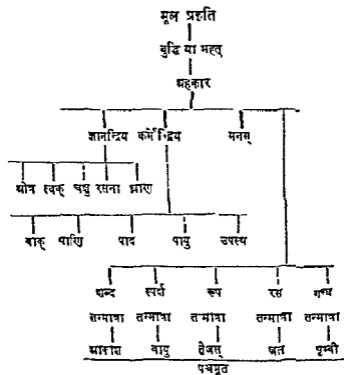 मूल प्रकृति
बुद्धि या महत्
अहंकार
ज्ञानन्द्रिय कर्मेन्द्रिय मनस्
श्रोत्र त्वक् चक्षु रसना घ्राण
वाक् पाणि पाद पायु उपस्थ
शब्द स्पर्श रूप रस गन्ध
तन्मात्रा तन्मात्रा तन्मात्रा तन्मात्रा तन्मात्रा
आकाश वायु तेजस् जल पृथ्वी
पंचभूत